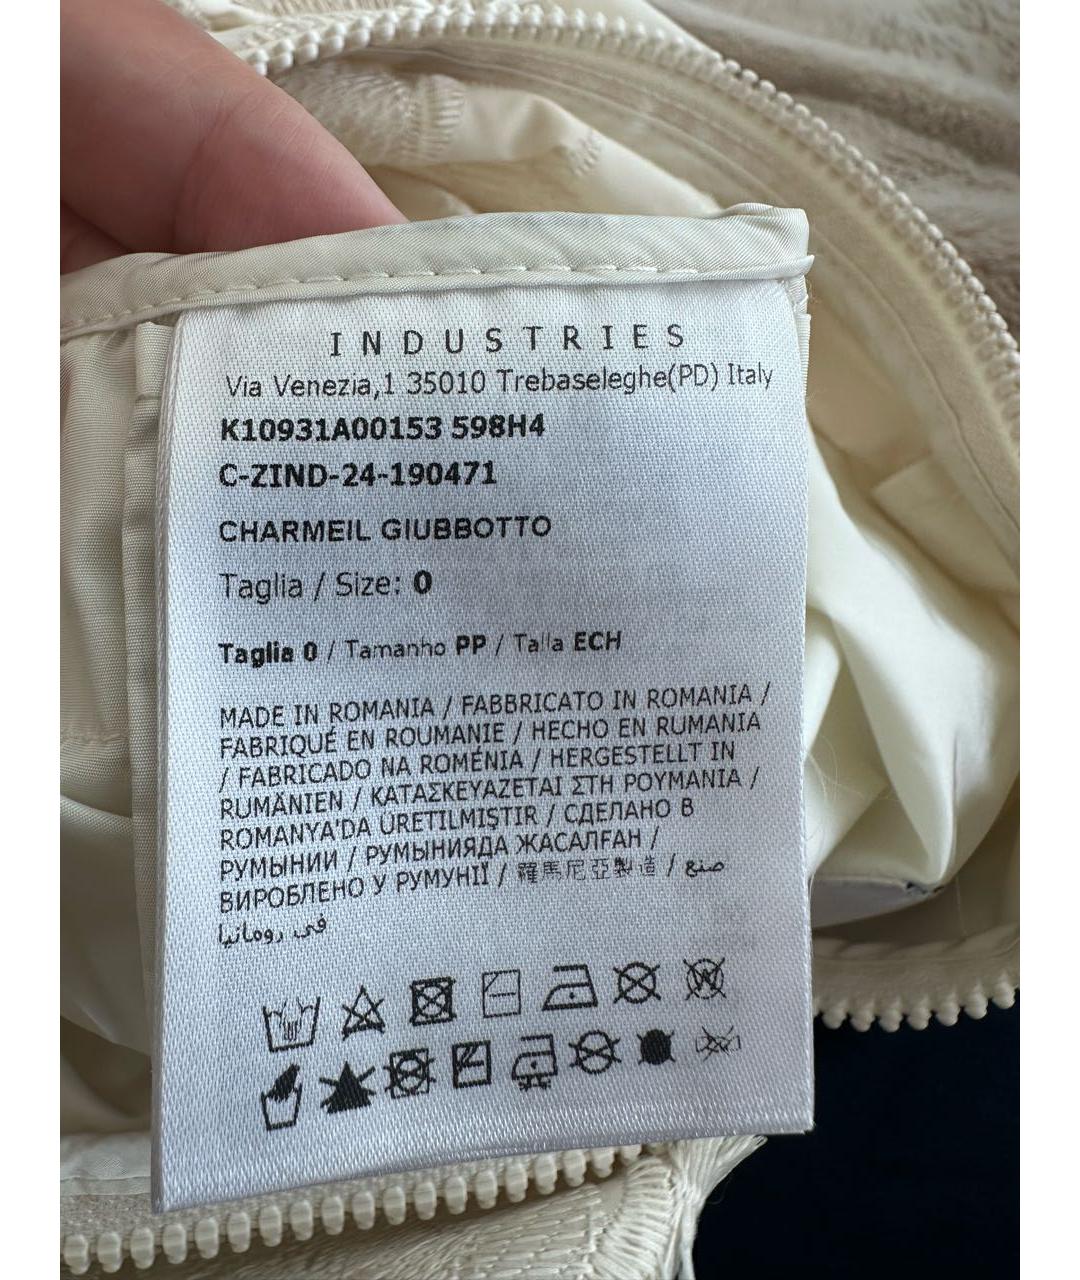 INDUSTRIES
Via Venezia,1 35010 Trebaseleghe(PD) Italy
K10931A00153 598H4
C-ZIND-24-190471
CHARMEIL GIUBBOTTO
Taglia / Size: 0
Taglia 0 / Tamanho PP / Talla ECH
MADE IN ROMANIA / FABBRICATO IN ROMANIA /
FABRIQUÉ EN ROUMANIE / HECHO EN RUMANIA
/ FABRICADO NA ROMÉNIA / HERGESTELLT IN
RUMÄNIEN / ΚΑΤΑΣΚΕΥΑΖΕΤΑΙ ΣΤΗ ΡΟΥΜΑΝΙΑ /
ROMANYA'DA ÜRETILMIŞTIR / СДЕЛАНО В
РУМЫНИИ / РУМЫНИЯДА ЖАСАЛҒАН /
ВИРОБЛЕНО У РУМУНІЇ / 羅馬尼亞製造 / صنع
في رومانيا
W